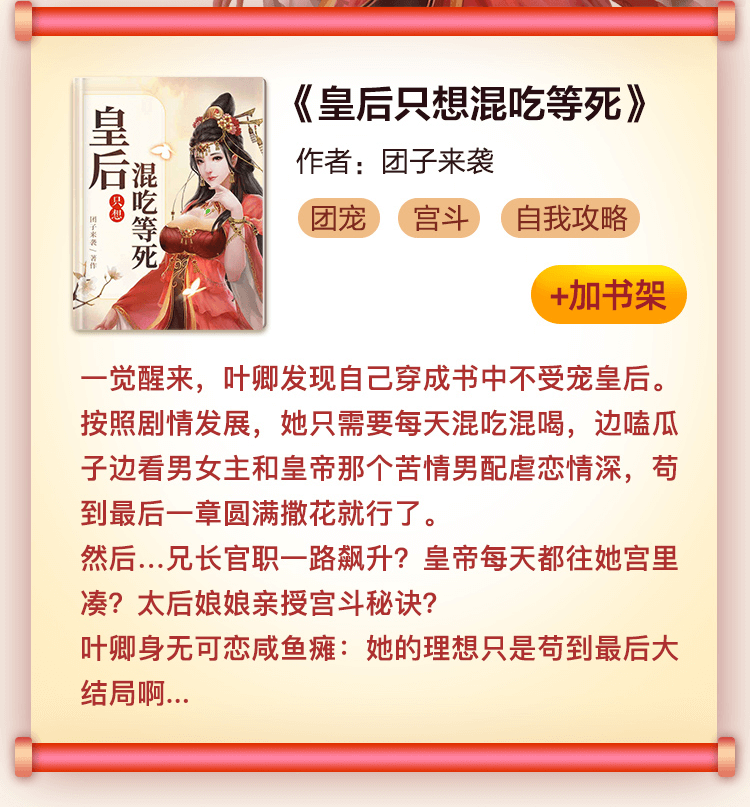 皇后
只想
混吃等死
团子来袭/著作
《皇后只想混吃等死》
作者：团子来袭
团宠 宫斗 自我攻略
+加书架
一觉醒来，叶卿发现自己穿成书中不受宠皇后。
按照剧情发展，她只需要每天混吃混喝，边嗑瓜
子边看男女主和皇帝那个苦情男配虐恋情深，苟
到最后一章圆满撒花就行了。
然后...兄长官职一路飙升？皇帝每天都往她宫里
凑？太后娘娘亲授宫斗秘诀？
叶卿身无可恋咸鱼瘫：她的理想只是苟到最后大
结局啊...